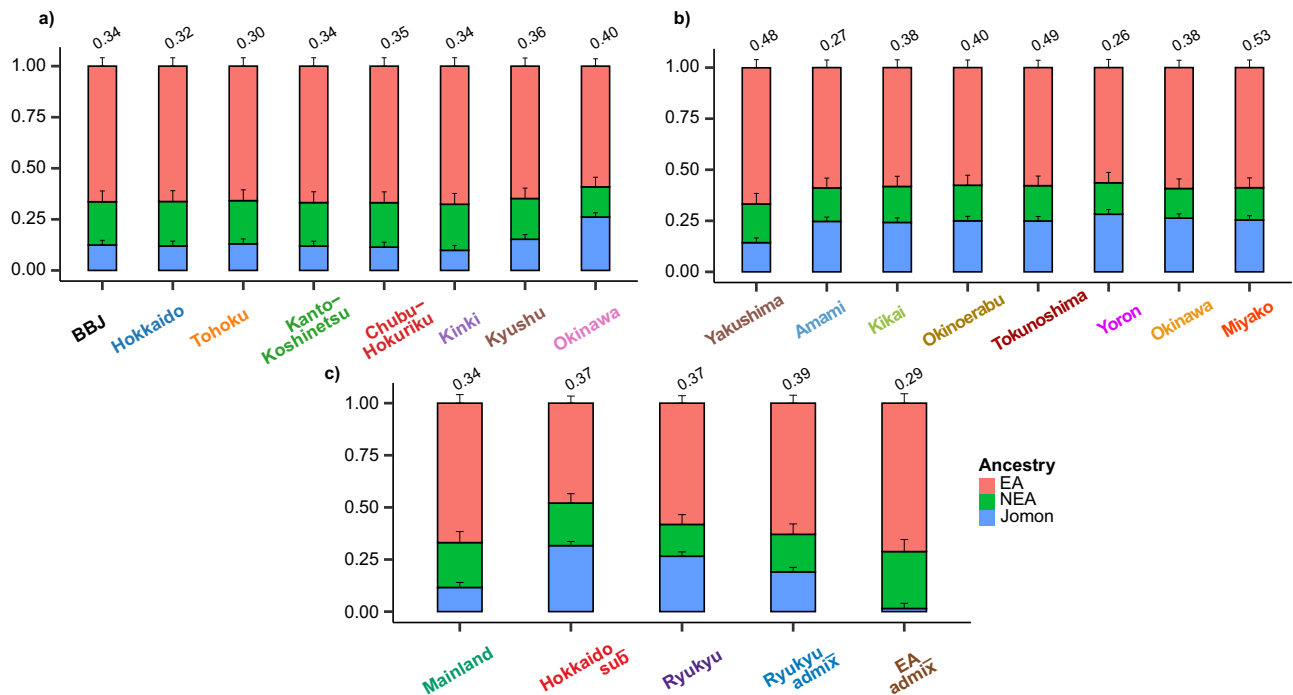 a)
0.34 0.32 0.30 0.34 0.35 0.34 0.36 0.40
1.00
0.75
0.50
0.25
0.00
BBJ
Hokkaido
Tohoku
Kanto–
Koshinetsu
Chubu–
Hokuriku
Kinki
Kyushu
Okinawa
b)
0.48 0.27 0.38 0.40 0.49 0.26 0.38 0.53
1.00
0.75
0.50
0.25
0.00
Yakushima
Amami
Kikai
Okinoerabu
Tokunoshima
Yoron
Okinawa
Miyako
c)
0.34 0.37 0.37 0.39 0.29
1.00
0.75
0.50
0.25
0.00
Mainland
Hokkaido_
sub
Ryukyu
Ryukyu_
admix
EA_
admix
Ancestry
EA
NEA
Jomon